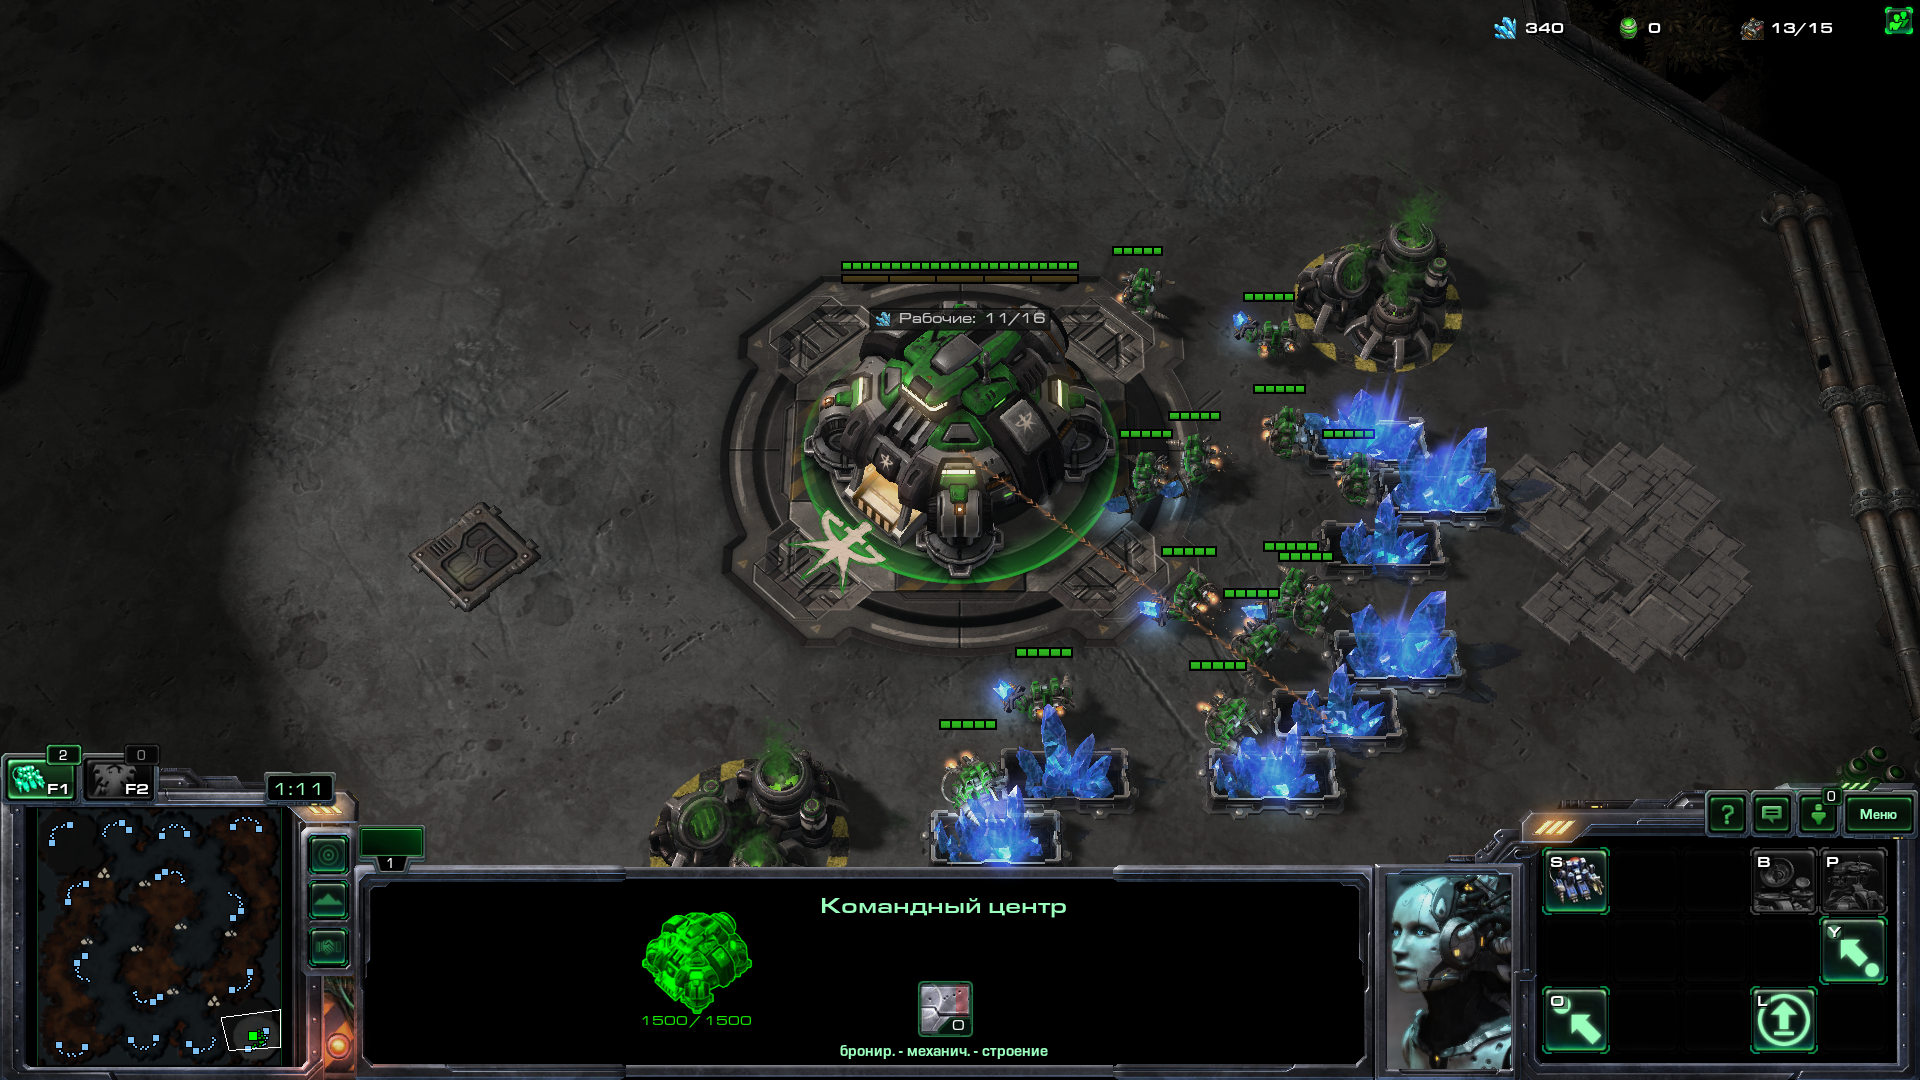 340
0
13/15
Рабочие: 11/16
2
0
F1
F2
1:11
1
Командный центр
1500/1500
0
бронир. - механич. - строение
?
0
Меню
S
B
P
Y
O
L